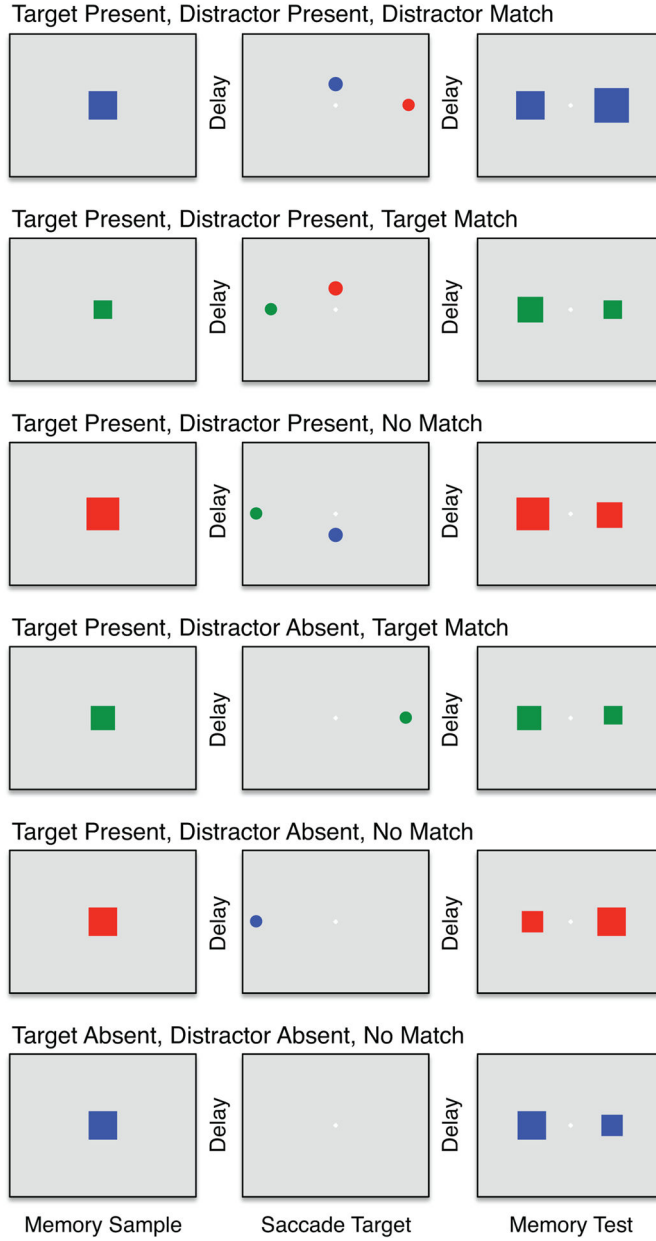 Target Present, Distractor Present, Distractor Match
Delay
Delay
Target Present, Distractor Present, Target Match
Delay
Delay
Target Present, Distractor Present, No Match
Delay
Delay
Target Present, Distractor Absent, Target Match
Delay
Delay
Target Present, Distractor Absent, No Match
Delay
Delay
Target Absent, Distractor Absent, No Match
Delay
Delay
Memory Sample Saccade Target Memory Test